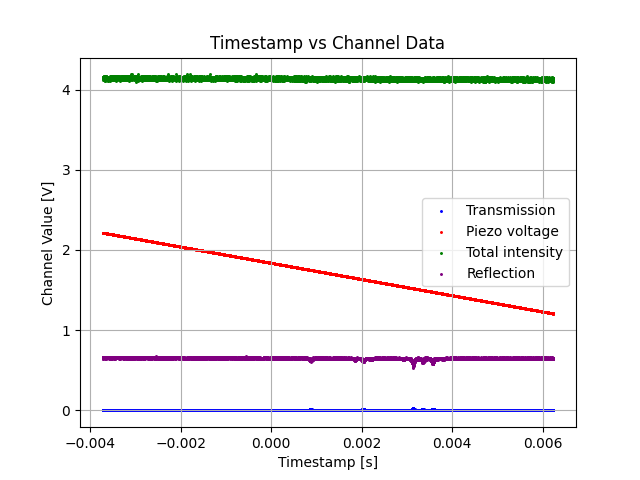 Timestamp vs Channel Data
Channel Value [V]
4
3
2
1
0
Transmission
Piezo voltage
Total intensity
Reflection
−0.004 −0.002 0.000 0.002 0.004 0.006
Timestamp [s]